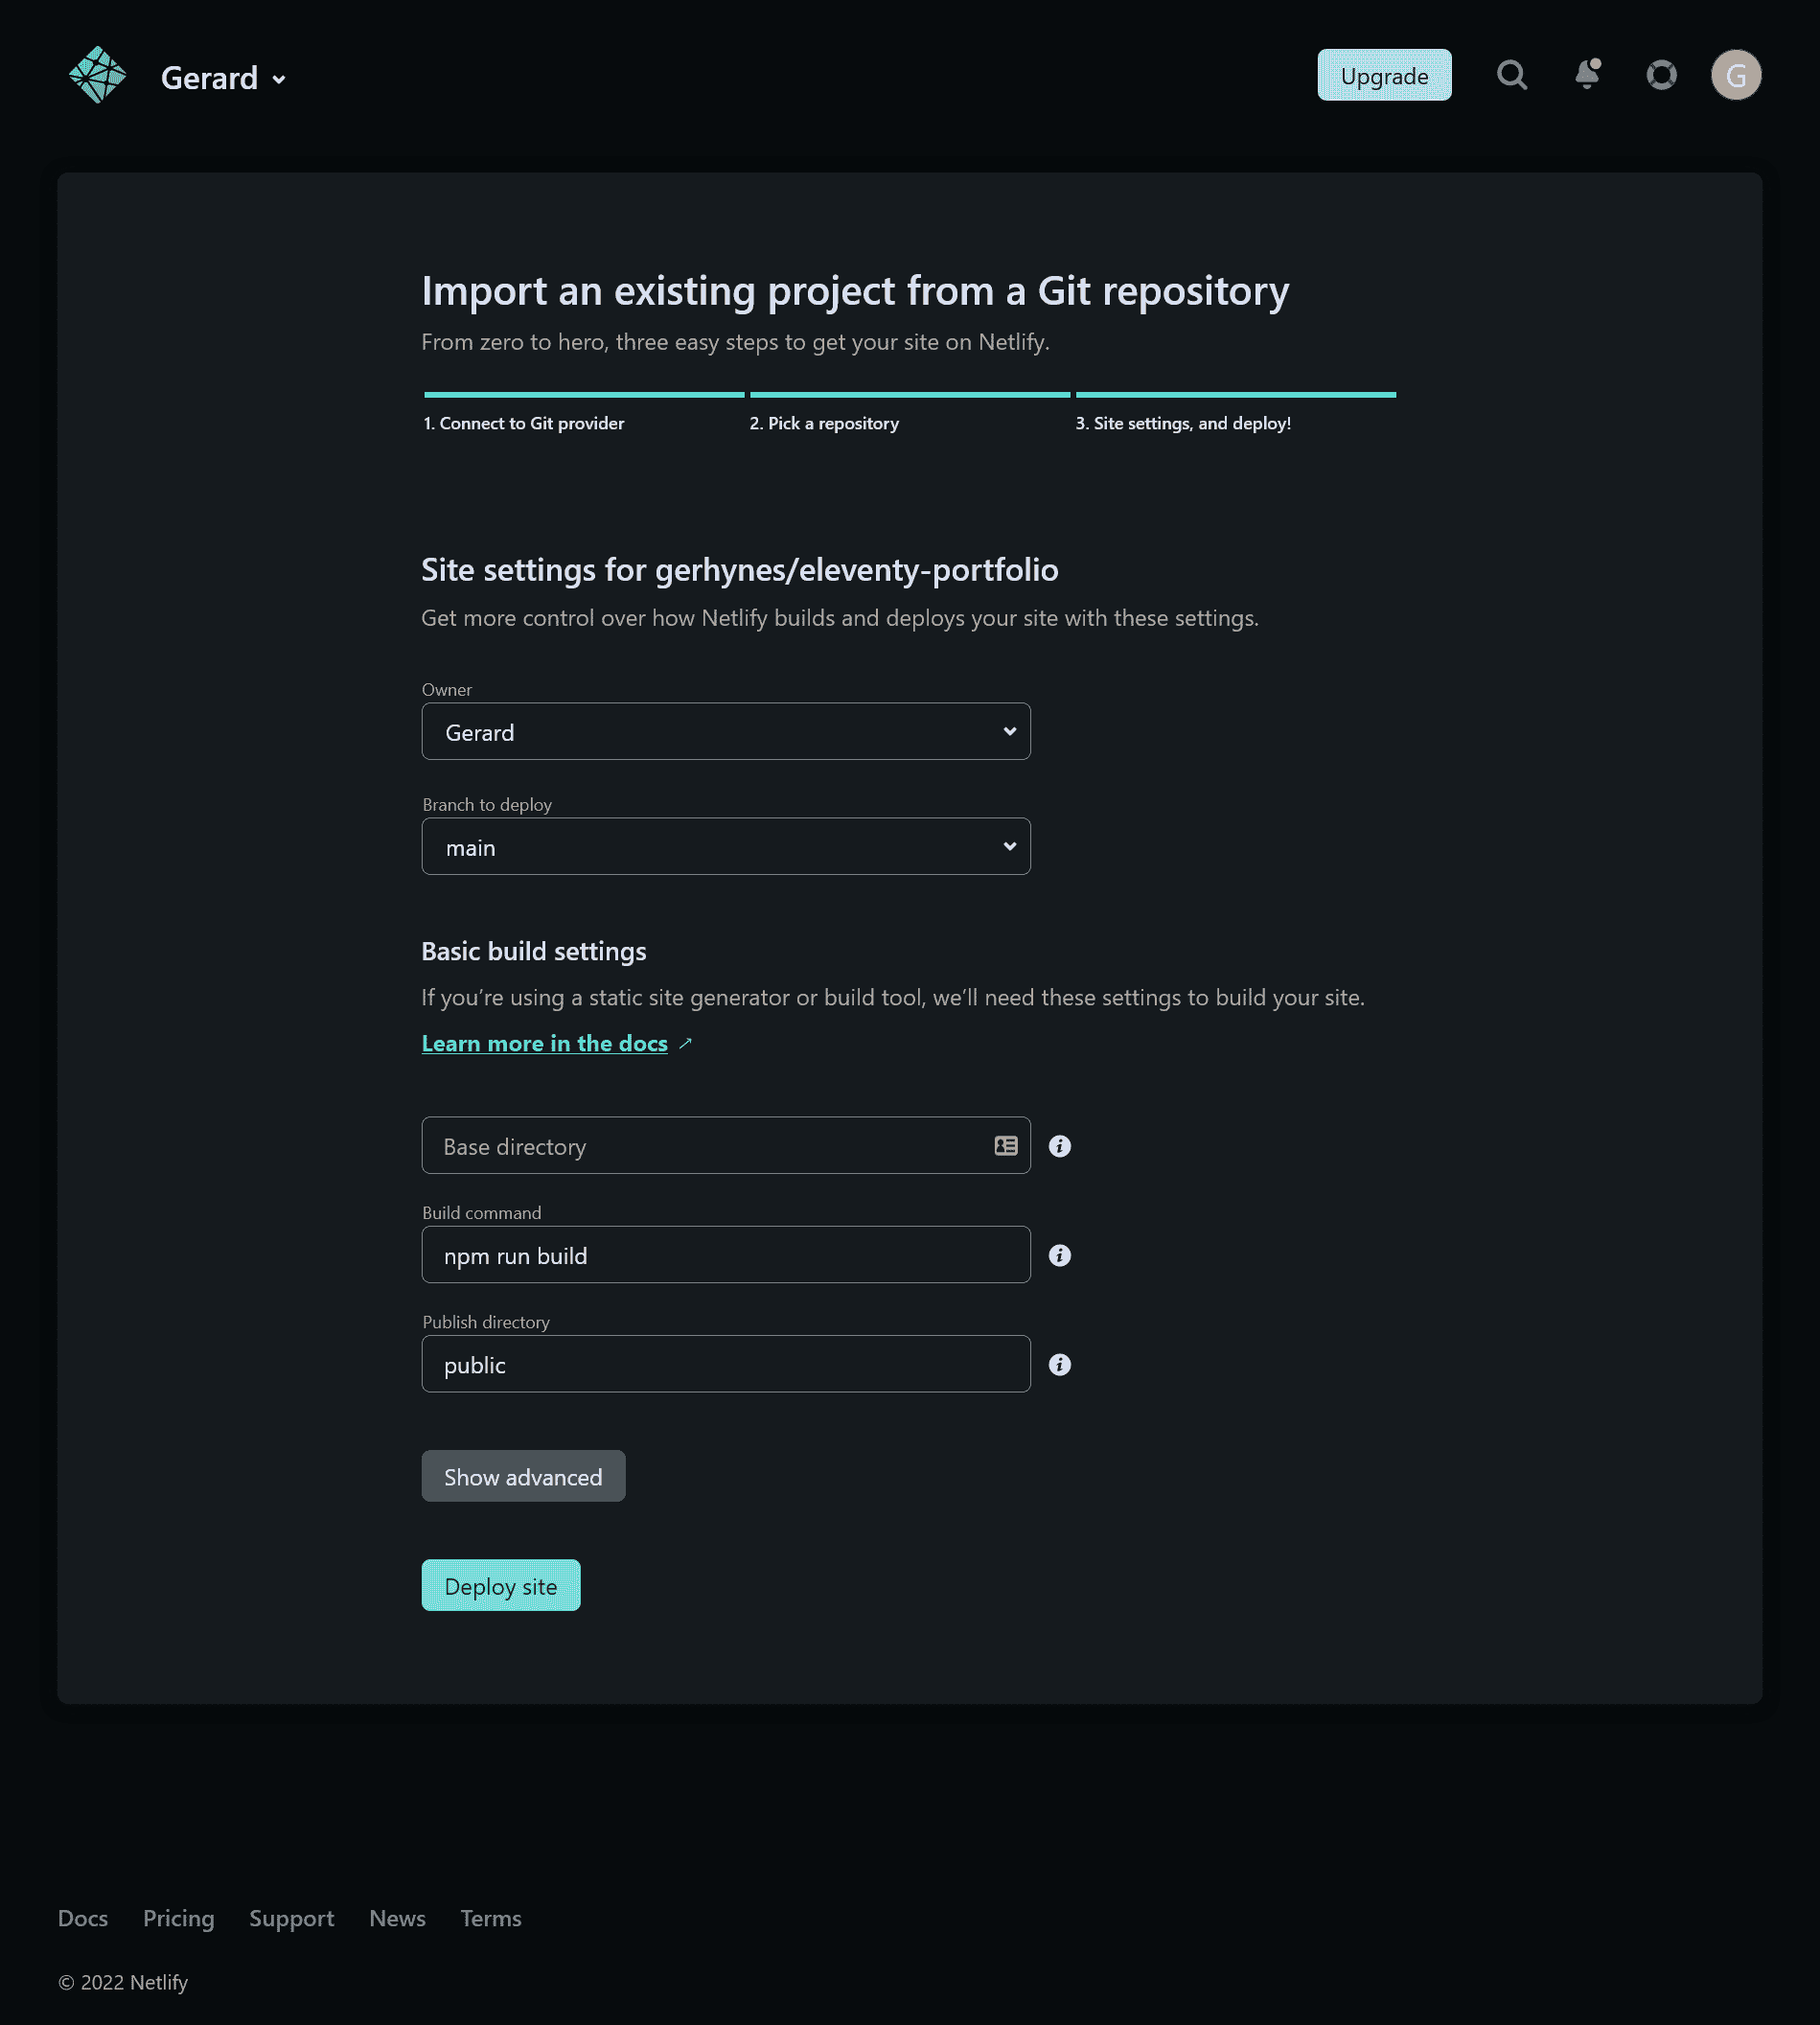 Gerard
Upgrade
G
Import an existing project from a Git repository
From zero to hero, three easy steps to get your site on Netlify.
1. Connect to Git provider
2. Pick a repository
3. Site settings, and deploy!
Site settings for gerhynes/eleventy-portfolio
Get more control over how Netlify builds and deploys your site with these settings.
Owner
Gerard
Branch to deploy
main
Basic build settings
If you’re using a static site generator or build tool, we’ll need these settings to build your site.
Learn more in the docs ↗
Base directory
Build command
npm run build
Publish directory
public
Show advanced
Deploy site
Docs Pricing Support News Terms
© 2022 Netlify